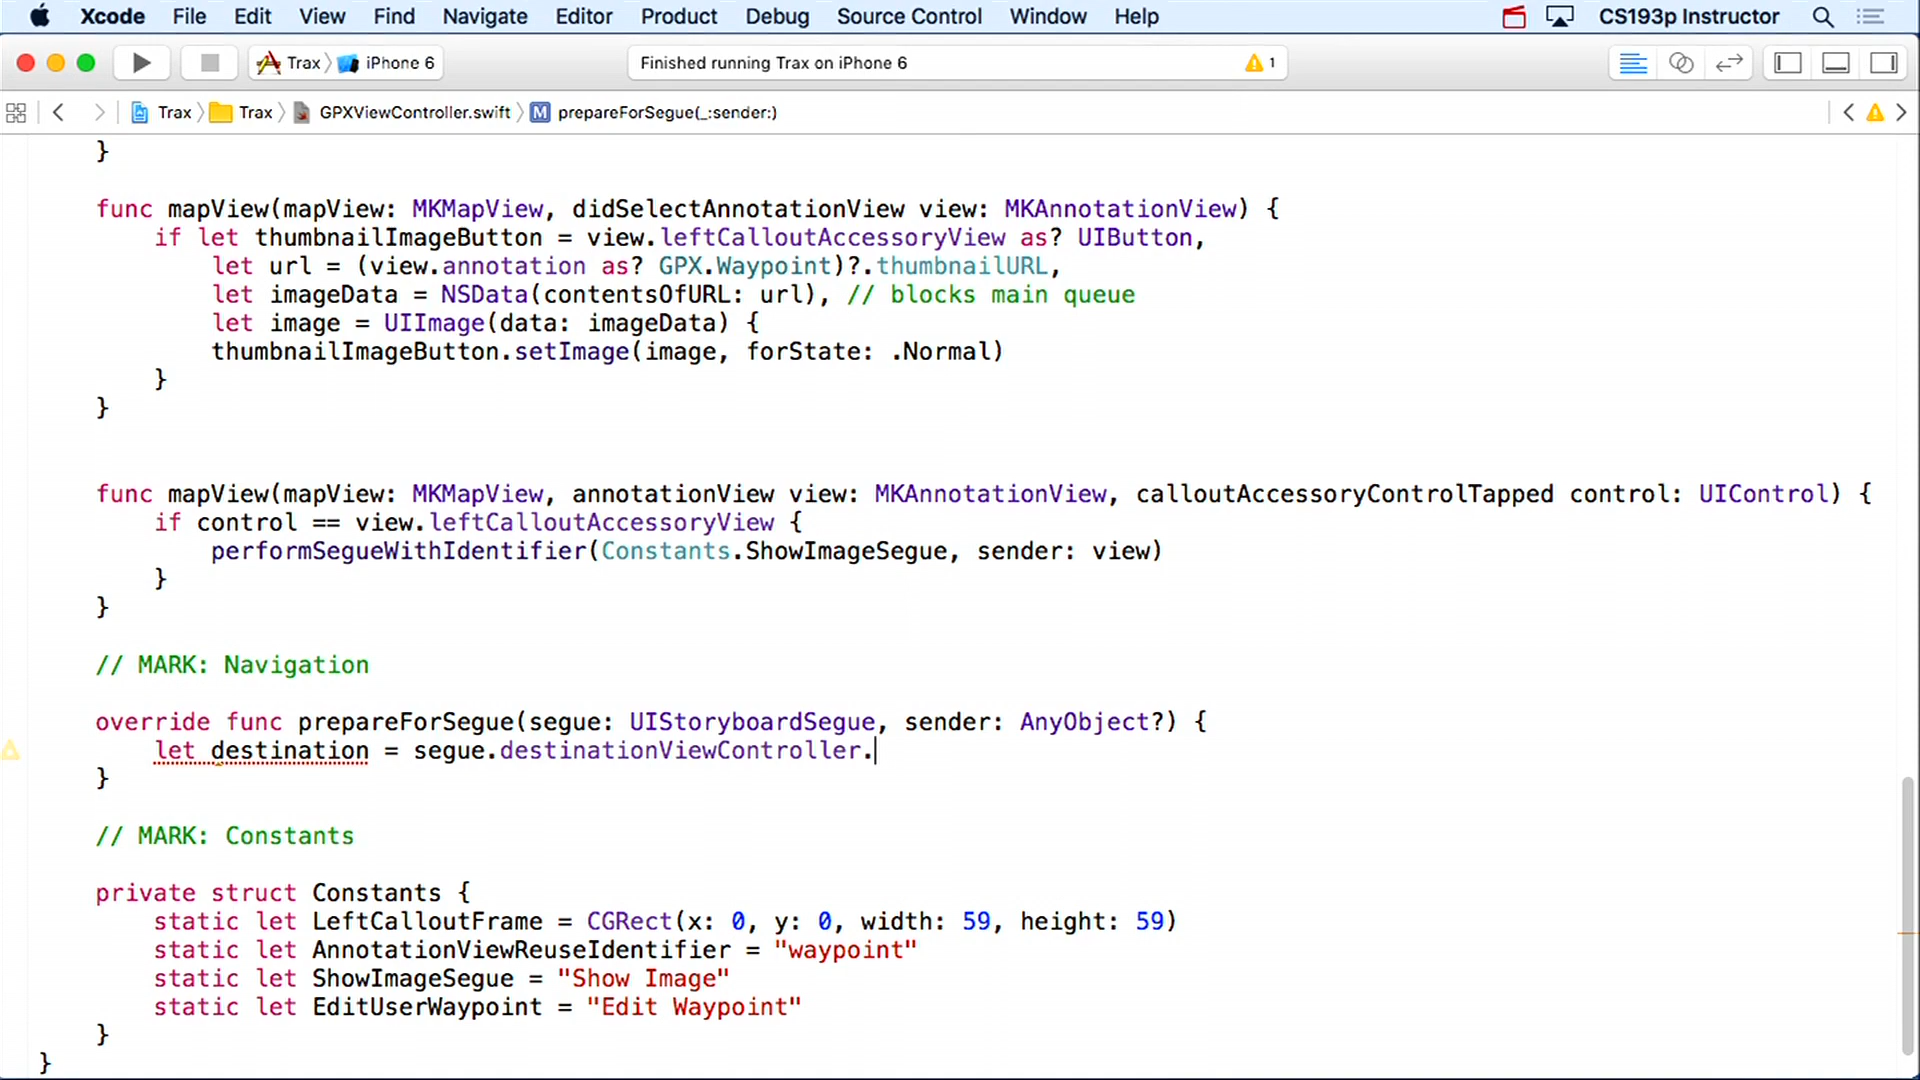 Xcode File Edit View Find Navigate Editor Product Debug Source Control Window Help CS193p Instructor
Trax iPhone 6 Finished running Trax on iPhone 6 1
Trax Trax GPXViewController.swift M prepareForSegue(_:sender:)
}
func mapView(mapView: MKMapView, didSelectAnnotationView view: MKAnnotationView) {
if let thumbnailImageButton = view.leftCalloutAccessoryView as? UIButton,
let url = (view.annotation as? GPX.Waypoint)?.thumbnailURL,
let imageData = NSData(contentsOfURL: url), // blocks main queue
let image = UIImage(data: imageData) {
thumbnailImageButton.setImage(image, forState: .Normal)
}
}
func mapView(mapView: MKMapView, annotationView view: MKAnnotationView, calloutAccessoryControlTapped control: UIControl) {
if control == view.leftCalloutAccessoryView {
performSegueWithIdentifier(Constants.ShowImageSegue, sender: view)
}
}
// MARK: Navigation
override func prepareForSegue(segue: UIStoryboardSegue, sender: AnyObject?) {
let destination = segue.destinationViewController.
}
// MARK: Constants
private struct Constants {
static let LeftCalloutFrame = CGRect(x: 0, y: 0, width: 59, height: 59)
static let AnnotationViewReuseIdentifier = "waypoint"
static let ShowImageSegue = "Show Image"
static let EditUserWaypoint = "Edit Waypoint"
}
}